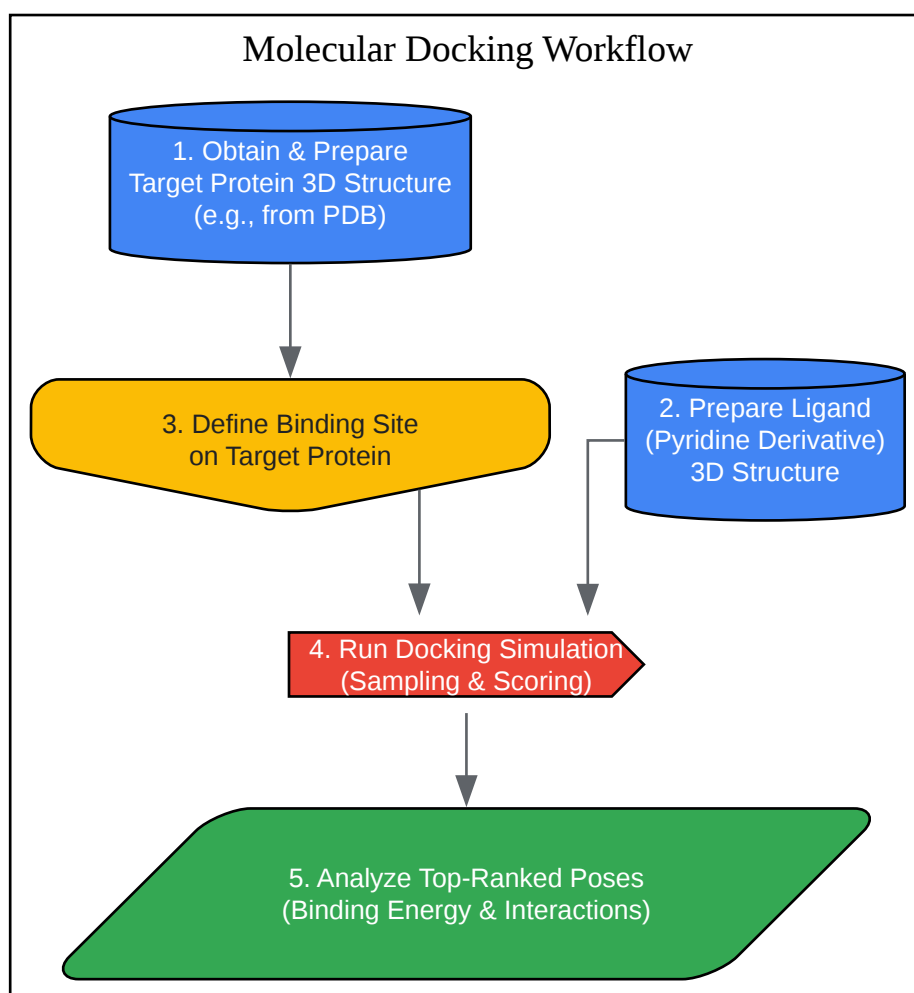 Molecular Docking Workflow
1. Obtain & Prepare
Target Protein 3D Structure
(e.g., from PDB)
2. Prepare Ligand
(Pyridine Derivative)
3D Structure
3. Define Binding Site
on Target Protein
4. Run Docking Simulation
(Sampling & Scoring)
5. Analyze Top-Ranked Poses
(Binding Energy & Interactions)